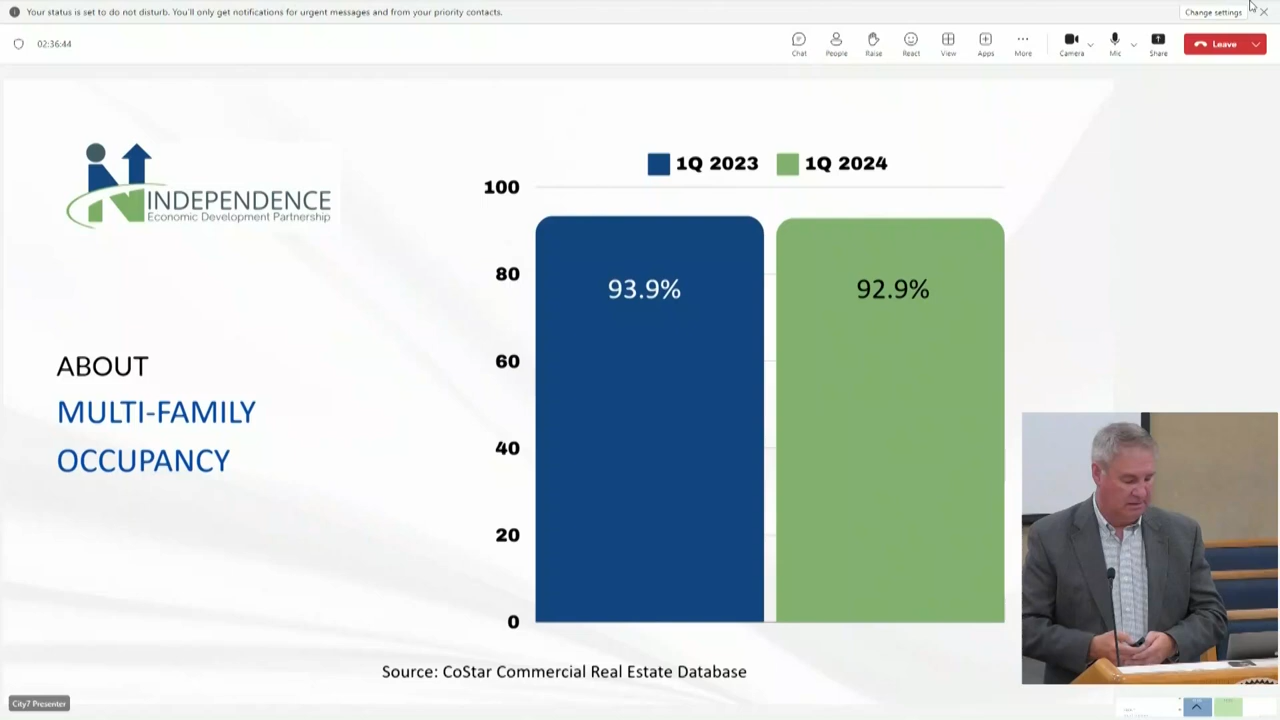 Your status is set to do not disturb. You'll only get notifications for urgent messages and from your priority contacts.
Change settings
02:36:44
Chat
People
Raise
React
View
Apps
More
Camera
Mic
Share
Leave
INDEPENDENCE
Economic Development Partnership
1Q 2023
1Q 2024
100
80
60
40
20
0
93.9%
92.9%
ABOUT
MULTI-FAMILY
OCCUPANCY
Source: CoStar Commercial Real Estate Database
City7 Presenter